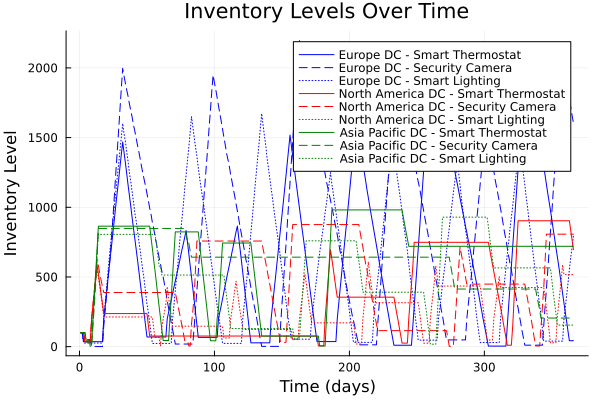 Inventory Levels Over Time
Europe DC - Smart Thermostat
Europe DC - Security Camera
Europe DC - Smart Lighting
North America DC - Smart Thermostat
North America DC - Security Camera
North America DC - Smart Lighting
Asia Pacific DC - Smart Thermostat
Asia Pacific DC - Security Camera
Asia Pacific DC - Smart Lighting
Inventory Level
2000
1500
1000
500
0
0
100
200
300
Time (days)